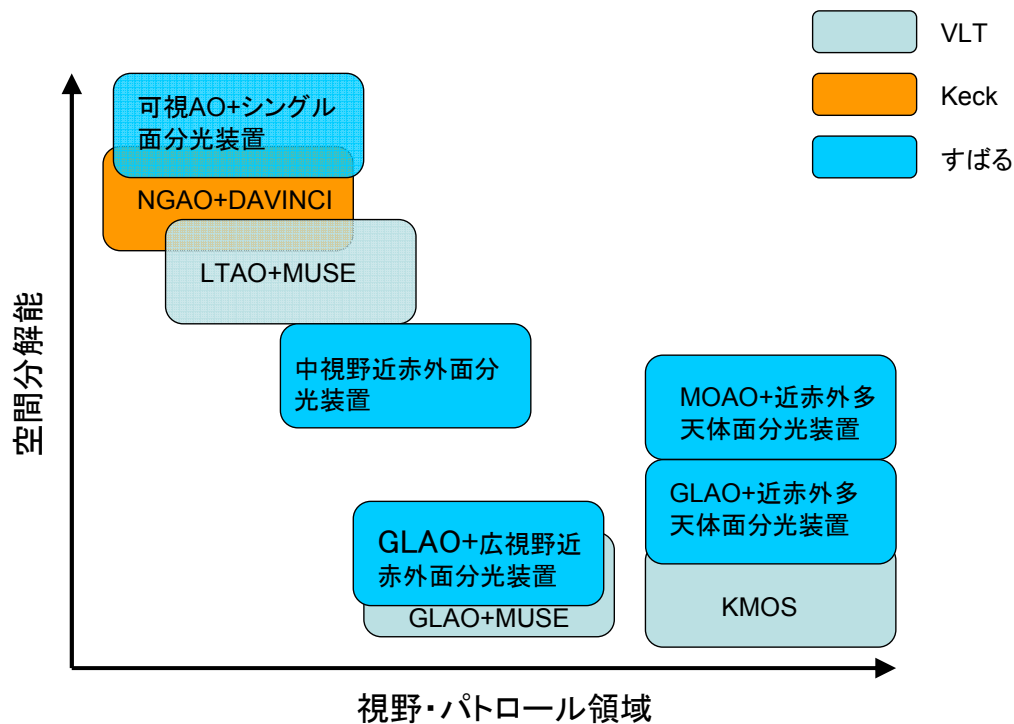 VLT
Keck
すばる
可視AO+シングル
面分光装置
NGAO+DAVINCI
LTAO+MUSE
中視野近赤外面分
光装置
MOAO+近赤外多
天体面分光装置
GLAO+近赤外多
天体面分光装置
GLAO+広視野近
赤外面分光装置
GLAO+MUSE
KMOS
空間分解能
視野・パトロール領域